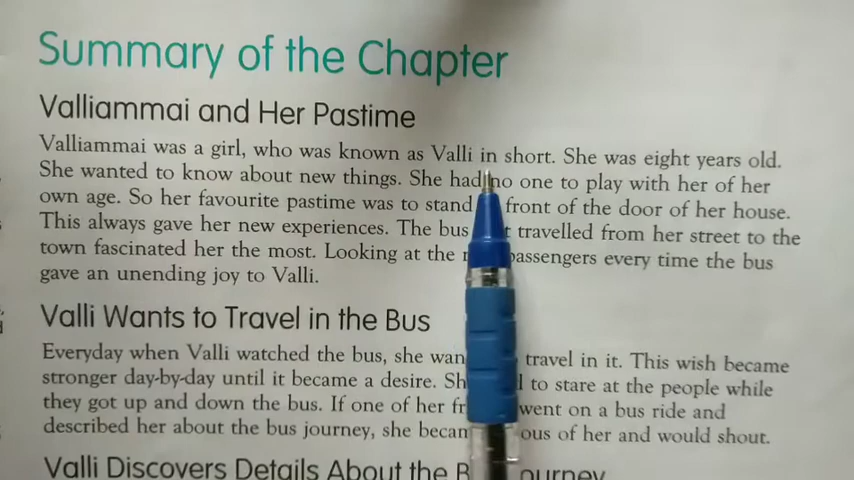 Summary of the Chapter
Valliammai and Her Pastime
Valliammai was a girl, who was known as Valli in short. She was eight years old.
She wanted to know about new things. She had no one to play with her of her
own age. So her favourite pastime was to stand front of the door of her house.
This always gave her new experiences. The bus travelled from her street to the
town fascinated her the most. Looking at the passengers every time the bus
gave an unending joy to Valli.
Valli Wants to Travel in the Bus
Everyday when Valli watched the bus, she travel in it. This wish became
stronger day-by-day until it became a desire. to stare at the people while
they got up and down the bus. If one of her went on a bus ride and
described her about the bus journey, she of her and would shout.
Valli Discovers Details About the